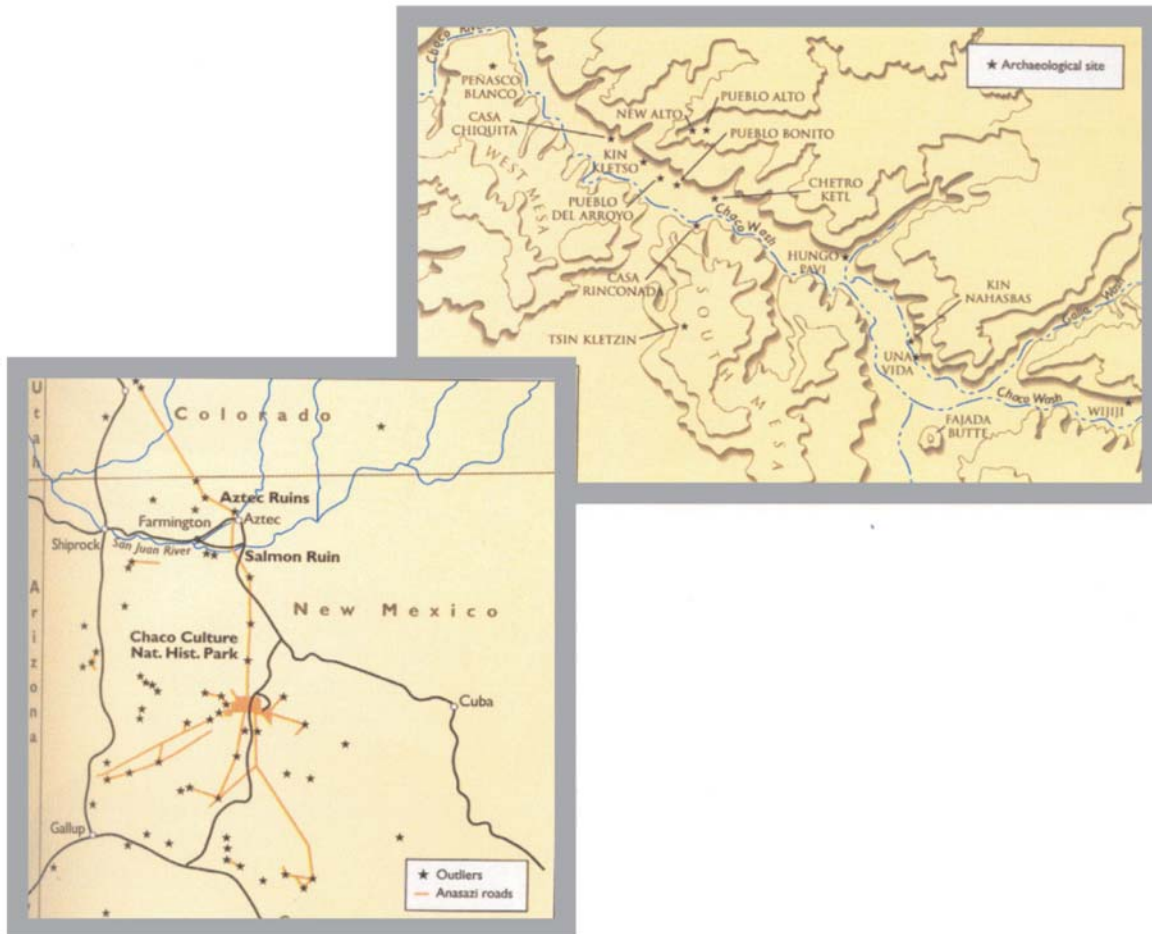 Chaco River
★ Archaeological site
PEÑASCO
BLANCO
CASA
CHIQUITA
NEW ALTO
PUEBLO ALTO
PUEBLO BONITO
KIN
KLETSO
WEST MESA
PUEBLO
DEL ARROYO
CHETRO
KETL
Chaco Wash
HUNGO
PAVI
CASA
RINCONADA
KIN
NAHASBAS
Gallo Wash
TSIN KLETZIN
SOUTH MESA
UNA
VIDA
Chaco Wash
WIJIJI
FAJADA
BUTTE
Utah
Colorado
Aztec Ruins
Farmington
Aztec
Shiprock
San Juan River
Salmon Ruin
Arizona
New Mexico
Chaco Culture
Nat. Hist. Park
Cuba
Gallup
★ Outliers
Anasazi roads